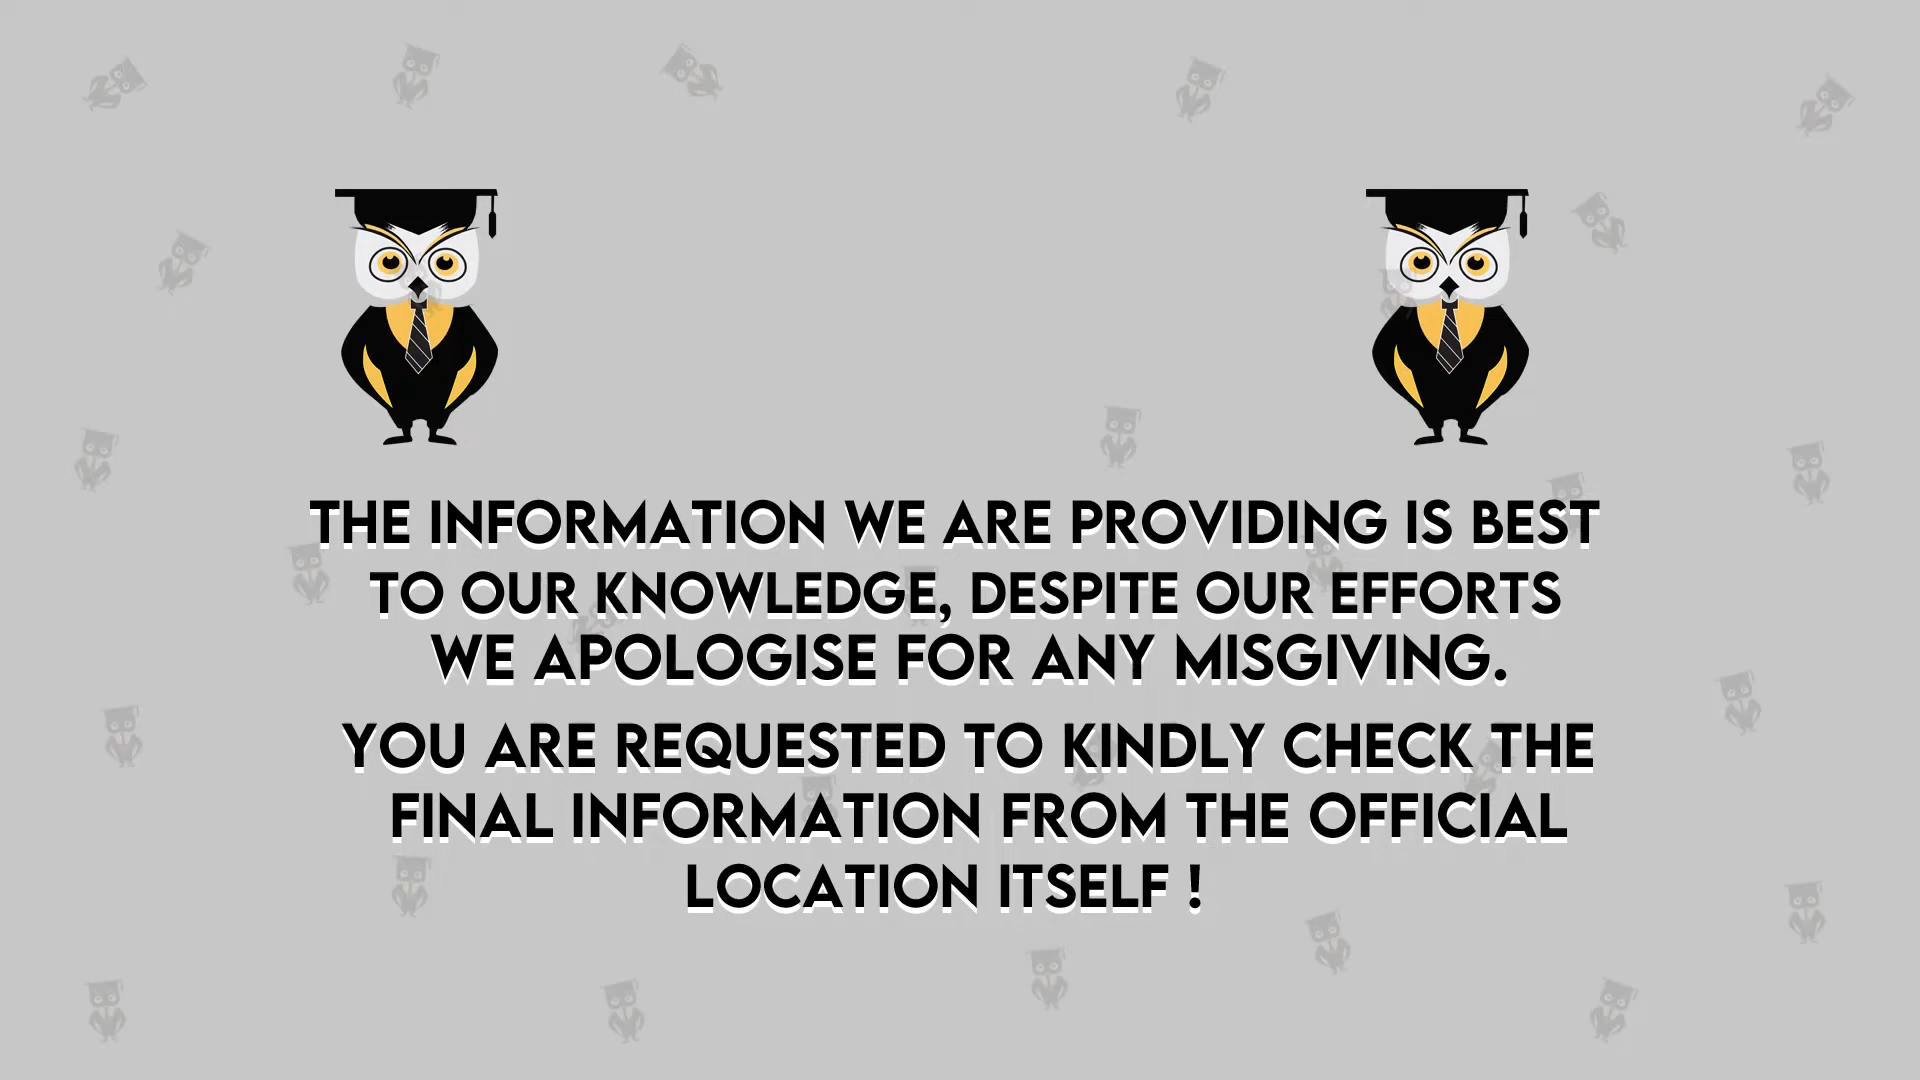 THE INFORMATION WE ARE PROVIDING IS BEST
TO OUR KNOWLEDGE, DESPITE OUR EFFORTS
WE APOLOGISE FOR ANY MISGIVING.
YOU ARE REQUESTED TO KINDLY CHECK THE
FINAL INFORMATION FROM THE OFFICIAL
LOCATION ITSELF !